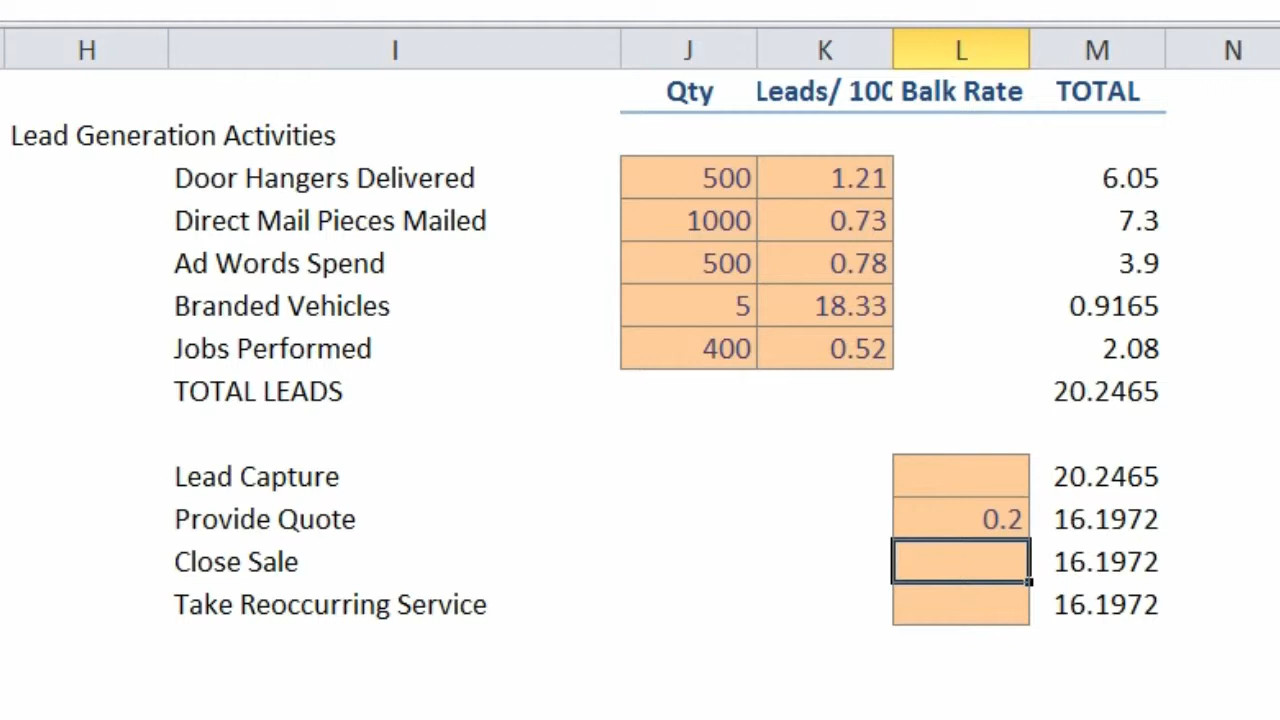 H I J K L M N
Qty Leads/ 100 Balk Rate TOTAL
Lead Generation Activities
Door Hangers Delivered 500 1.21 6.05
Direct Mail Pieces Mailed 1000 0.73 7.3
Ad Words Spend 500 0.78 3.9
Branded Vehicles 5 18.33 0.9165
Jobs Performed 400 0.52 2.08
TOTAL LEADS 20.2465
Lead Capture 20.2465
Provide Quote 0.2 16.1972
Close Sale 16.1972
Take Reoccurring Service 16.1972